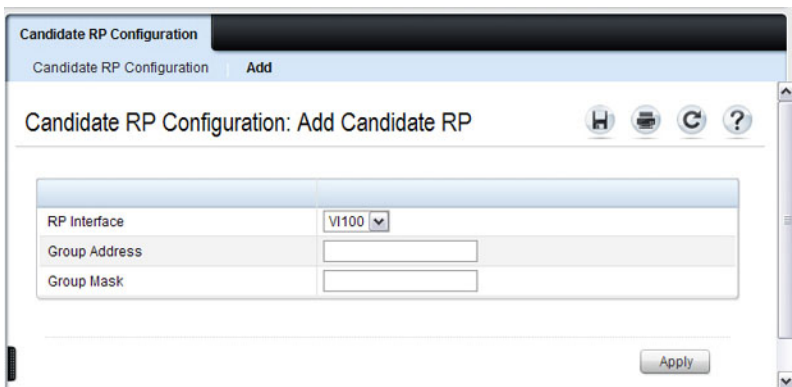 Candidate RP Configuration
Candidate RP Configuration Add
Candidate RP Configuration: Add Candidate RP
RP Interface VI100
Group Address
Group Mask
Apply